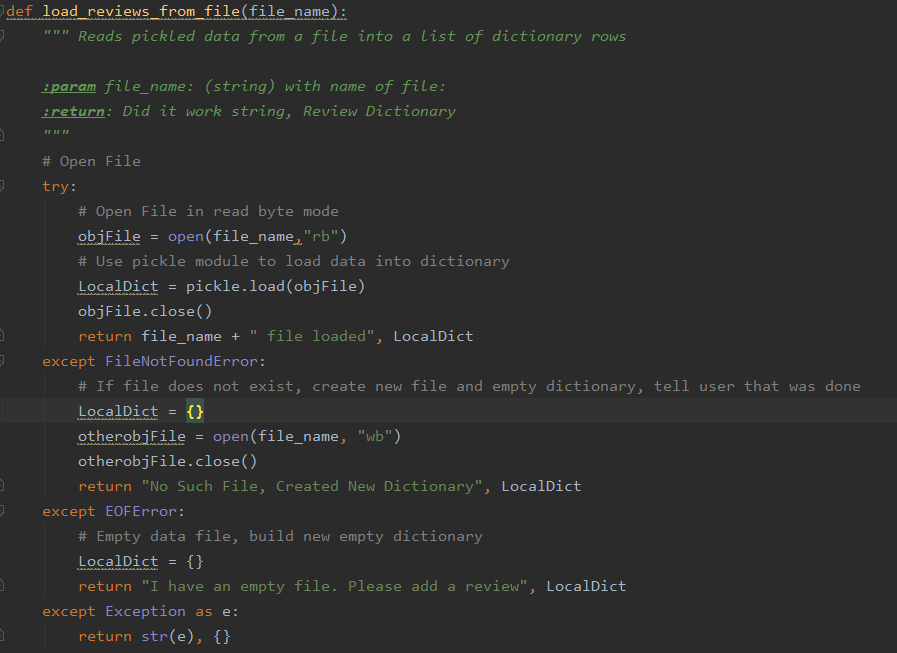 def load_reviews_from_file(file_name):
    """ Reads pickled data from a file into a list of dictionary rows

    :param file_name: (string) with name of file:
    :return: Did it work string, Review Dictionary
    """
    # Open File
    try:
        # Open File in read byte mode
        objFile = open(file_name,"rb")
        # Use pickle module to load data into dictionary
        LocalDict = pickle.load(objFile)
        objFile.close()
        return file_name + " file loaded", LocalDict
    except FileNotFoundError:
        # If file does not exist, create new file and empty dictionary, tell user that was done
        LocalDict = {}
        otherobjFile = open(file_name, "wb")
        otherobjFile.close()
        return "No Such File, Created New Dictionary", LocalDict
    except EOFError:
        # Empty data file, build new empty dictionary
        LocalDict = {}
        return "I have an empty file. Please add a review", LocalDict
    except Exception as e:
        return str(e), {}